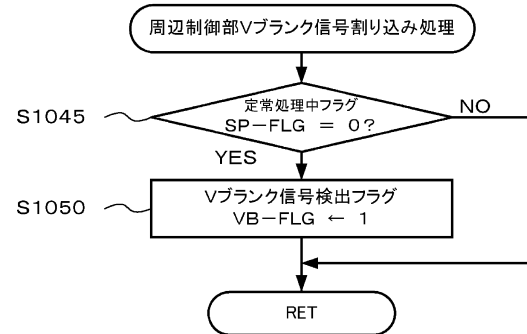 周辺制御部Vブランク信号割り込み処理
S1045
定常処理中フラグ
SP-FLG = 0?
NO
YES
S1050
Vブランク信号検出フラグ
VB-FLG ← 1
RET